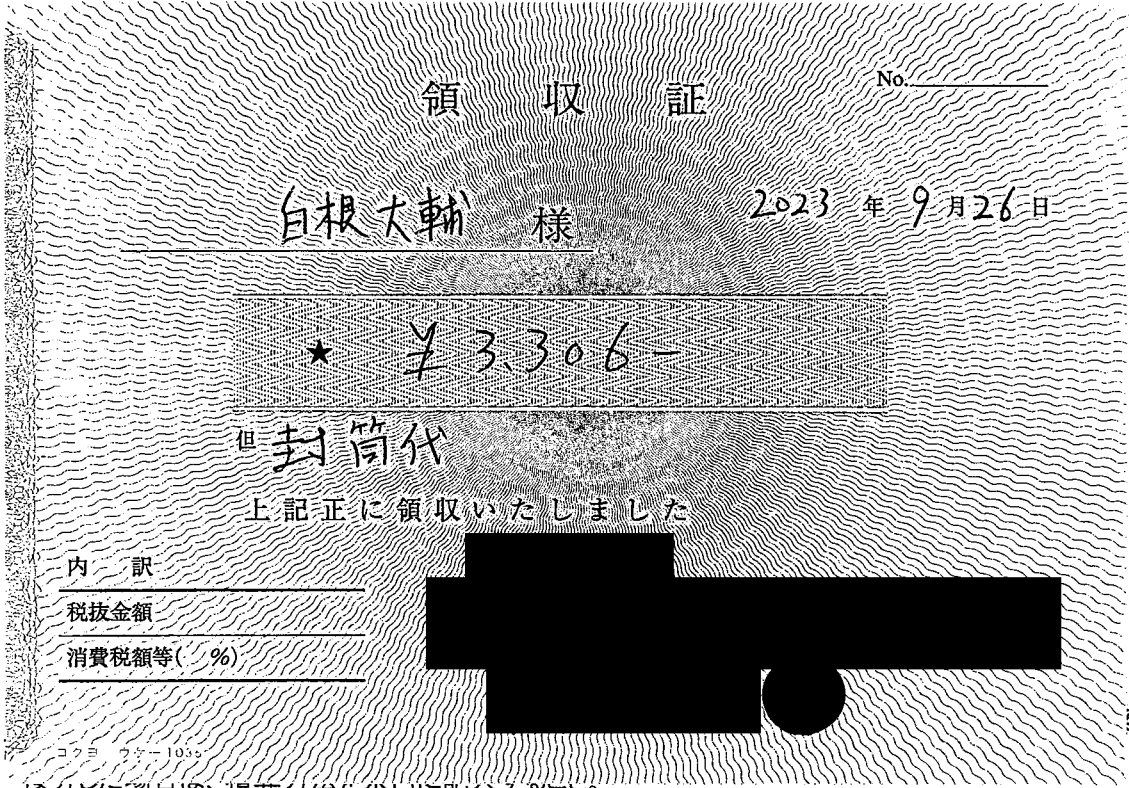 領収証
No.
白根大輔 様
2023 年 9 月 26 日
★ ¥3,306-
但 封筒代
上記正に領収いたしました
内 訳
税抜金額
消費税額等( %)
コクヨ ウケ-1035